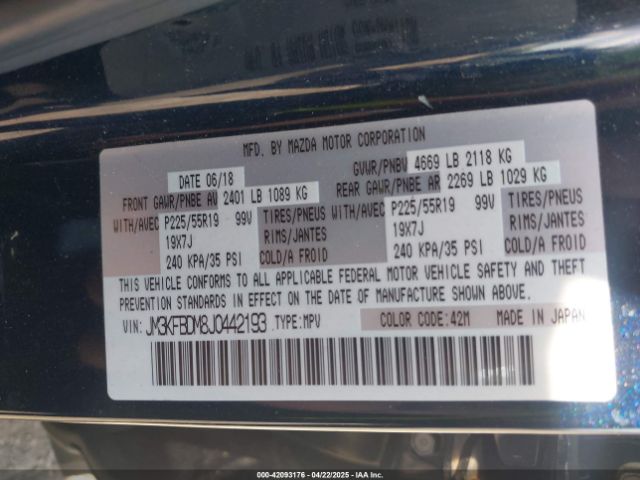 MFD. BY MAZDA MOTOR CORPORATION
DATE 06/18 GVWR/PNBV 4669 LB 2118 KG
FRONT GAWR/PNBE AV 2401 LB 1089 KG REAR GAWR/PNBE AR 2269 LB 1029 KG
WITH/AVEC P225/55R19 99V TIRES/PNEUS WITH/AVEC P225/55R19 99V TIRES/PNEUS
19X7J RIMS/JANTES 19X7J RIMS/JANTES
240 KPA/35 PSI COLD/A FROID 240 KPA/35 PSI COLD/A FROID
THIS VEHICLE CONFORMS TO ALL APPLICABLE FEDERAL MOTOR VEHICLE SAFETY AND THEFT
PREVENTION STANDARDS IN EFFECT ON THE DATE OF MANUFACTURE SHOWN ABOVE.
VIN: JM3KFBDM8J0442193 .TYPE:MPV COLOR CODE:42M MADE IN JAPAN
000-42093176 - 04/22/2025 - IAAI.com